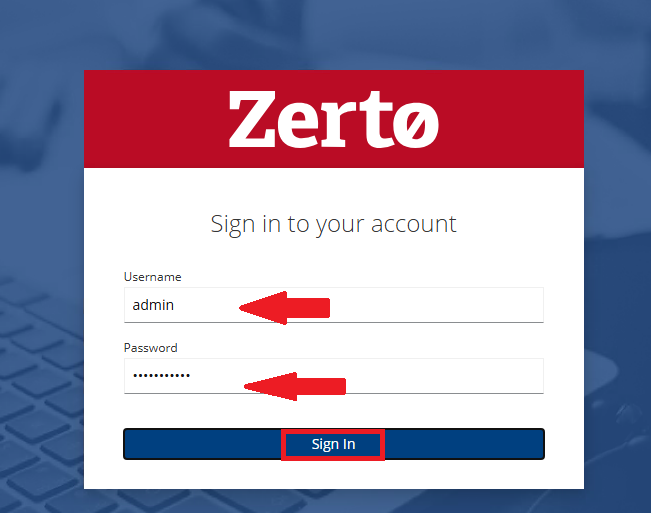 Zertø
Sign in to your account
Username
admin
Password
•••••••••••
Sign In